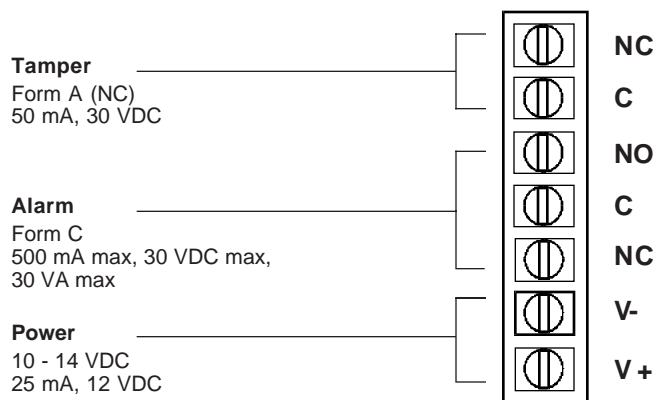 Tamper
Form A (NC)
50 mA, 30 VDC
Alarm
Form C
500 mA max, 30 VDC max,
30 VA max
Power
10 - 14 VDC
25 mA, 12 VDC
NC
C
NO
C
NC
V-
V +